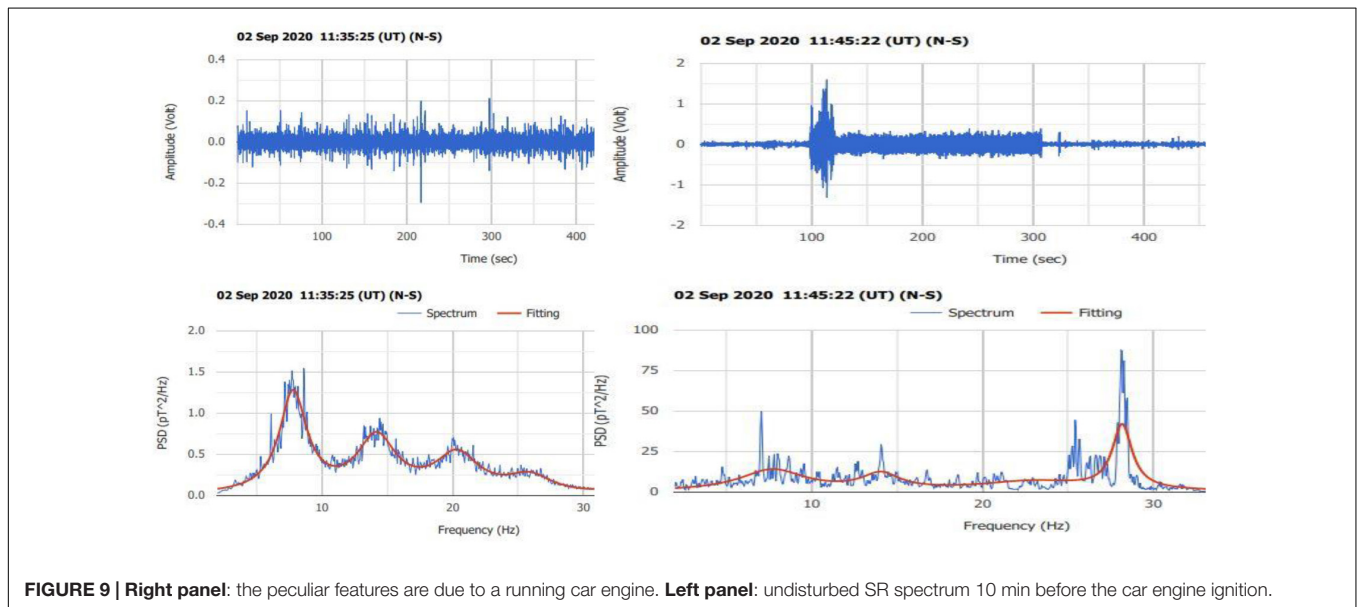 02 Sep 2020 11:35:25 (UT) (N-S)
0.4
0.2
0.0
-0.2
-0.4
Amplitude (Volt)
100
200
300
400
Time (sec)
02 Sep 2020 11:45:22 (UT) (N-S)
2
1
0
-1
-2
Amplitude (Volt)
100
200
300
400
Time (sec)
02 Sep 2020 11:35:25 (UT) (N-S)
Spectrum
Fitting
2.0
1.5
1.0
0.5
0.0
PSD (pT^2/Hz)
10
20
30
Frequency (Hz)
02 Sep 2020 11:45:22 (UT) (N-S)
Spectrum
Fitting
100
75
50
25
0
PSD (pT^2/Hz)
10
20
30
Frequency (Hz)
FIGURE 9 | Right panel: the peculiar features are due to a running car engine. Left panel: undisturbed SR spectrum 10 min before the car engine ignition.